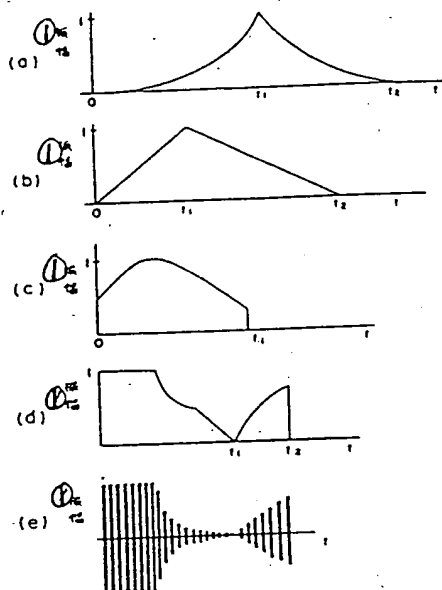 1
(a)
0 t₁ t₂ t
1
(b)
0 t₁ t₂ t
1
(c)
0 t₁ t
1
(d)
t₁ t₂ t
(e)
t